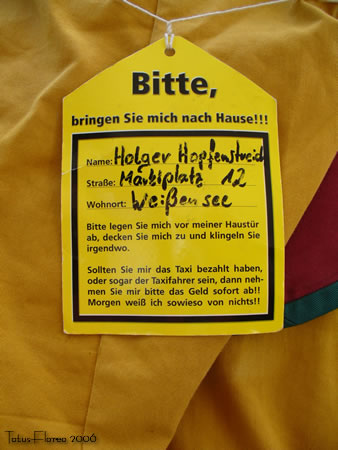 Bitte,
bringen Sie mich nach Hause!!!
Name: Holger Hopfenstreich
Straße: Marktplatz 12
Wohnort: Weißensee
Bitte legen Sie mich vor meiner Haustür
ab, decken Sie mich zu und klingeln Sie
irgendwo.
Sollten Sie mir das Taxi bezahlt haben,
oder sogar der Taxifahrer sein, dann neh-
men Sie mir bitte das Geld sofort ab!!
Morgen weiß ich sowieso von nichts!!
Tatus-Florea 2006